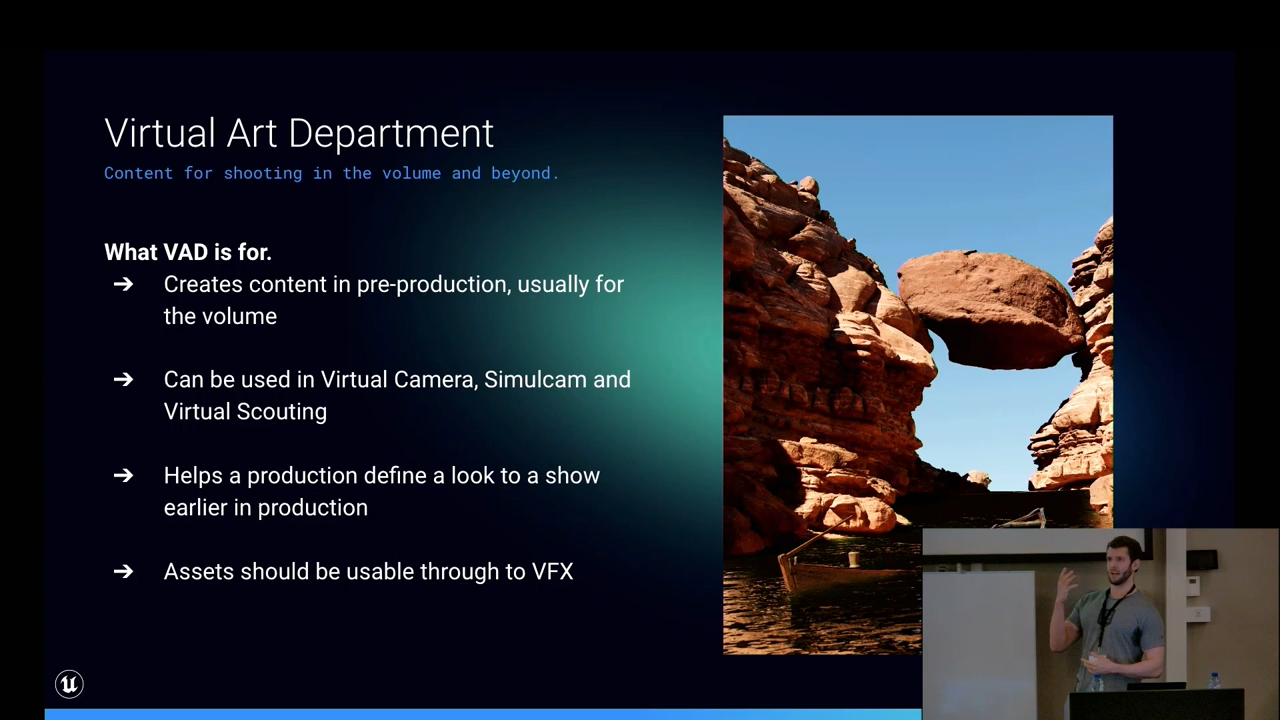 Virtual Art Department
Content for shooting in the volume and beyond.
What VAD is for.
➔ Creates content in pre-production, usually for
the volume
➔ Can be used in Virtual Camera, Simulcam and
Virtual Scouting
➔ Helps a production define a look to a show
earlier in production
➔ Assets should be usable through to VFX